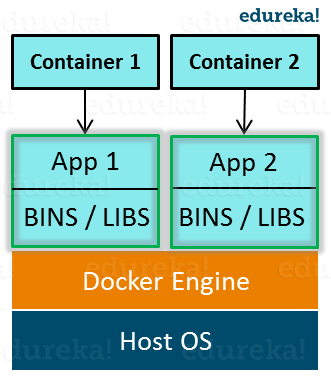 edureka!
Container 1
Container 2
App 1
App 2
BINS / LIBS
BINS / LIBS
Docker Engine
Host OS